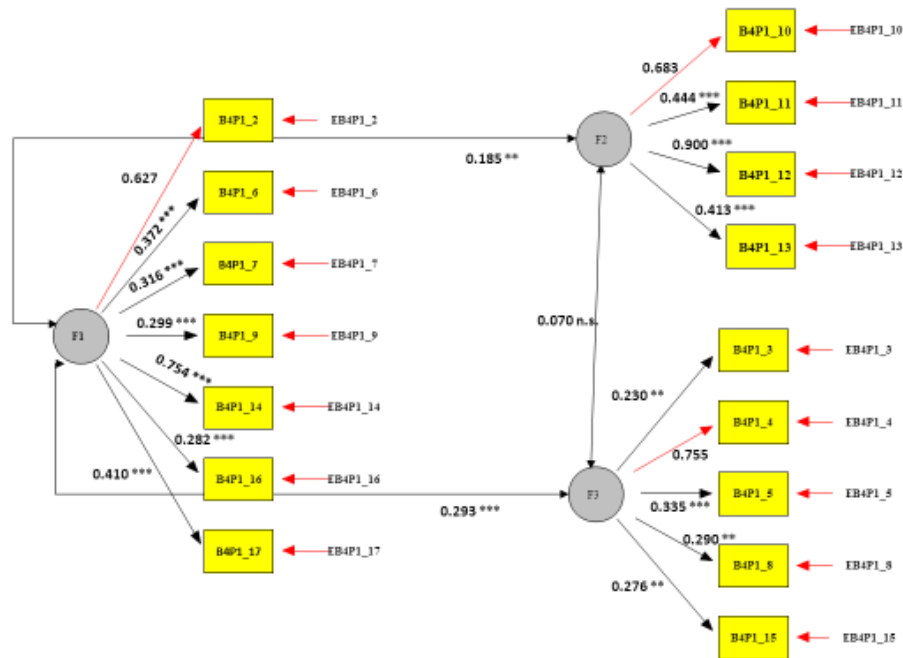 B4P1_10
EB4P1_10
0.683
B4P1_11
EB4P1_11
0.444 ***
B4P1_2
EB4P1_2
F2
0.185 **
0.900 ***
B4P1_12
EB4P1_12
0.627
B4P1_6
EB4P1_6
0.413 ***
0.372 ***
B4P1_13
EB4P1_13
B4P1_7
EB4P1_7
0.316 ***
F1
0.299 ***
B4P1_9
EB4P1_9
0.070 n.s.
B4P1_3
EB4P1_3
0.754 ***
0.230 **
B4P1_14
EB4P1_14
B4P1_4
EB4P1_4
0.282 ***
0.755
0.410 ***
B4P1_16
EB4P1_16
F3
B4P1_5
EB4P1_5
0.293 ***
0.335 ***
0.290 **
B4P1_17
EB4P1_17
B4P1_8
EB4P1_8
0.276 **
B4P1_15
EB4P1_15